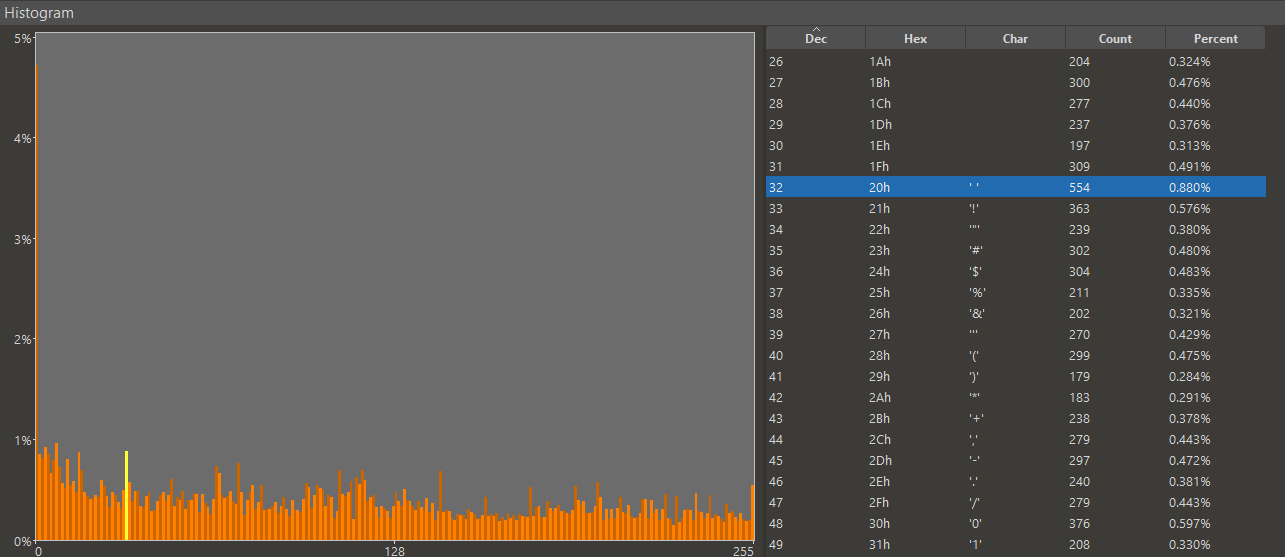 Histogram
5%
4%
3%
2%
1%
0%
0 128 255
Dec Hex Char Count Percent
26 1Ah 204 0.324%
27 1Bh 300 0.476%
28 1Ch 277 0.440%
29 1Dh 237 0.376%
30 1Eh 197 0.313%
31 1Fh 309 0.491%
32 20h ' ' 554 0.880%
33 21h '!' 363 0.576%
34 22h '"' 239 0.380%
35 23h '#' 302 0.480%
36 24h '$' 304 0.483%
37 25h '%' 211 0.335%
38 26h '&' 202 0.321%
39 27h ''' 270 0.429%
40 28h '(' 299 0.475%
41 29h ')' 179 0.284%
42 2Ah '*' 183 0.291%
43 2Bh '+' 238 0.378%
44 2Ch ',' 279 0.443%
45 2Dh '-' 297 0.472%
46 2Eh '.' 240 0.381%
47 2Fh '/' 279 0.443%
48 30h '0' 376 0.597%
49 31h '1' 208 0.330%